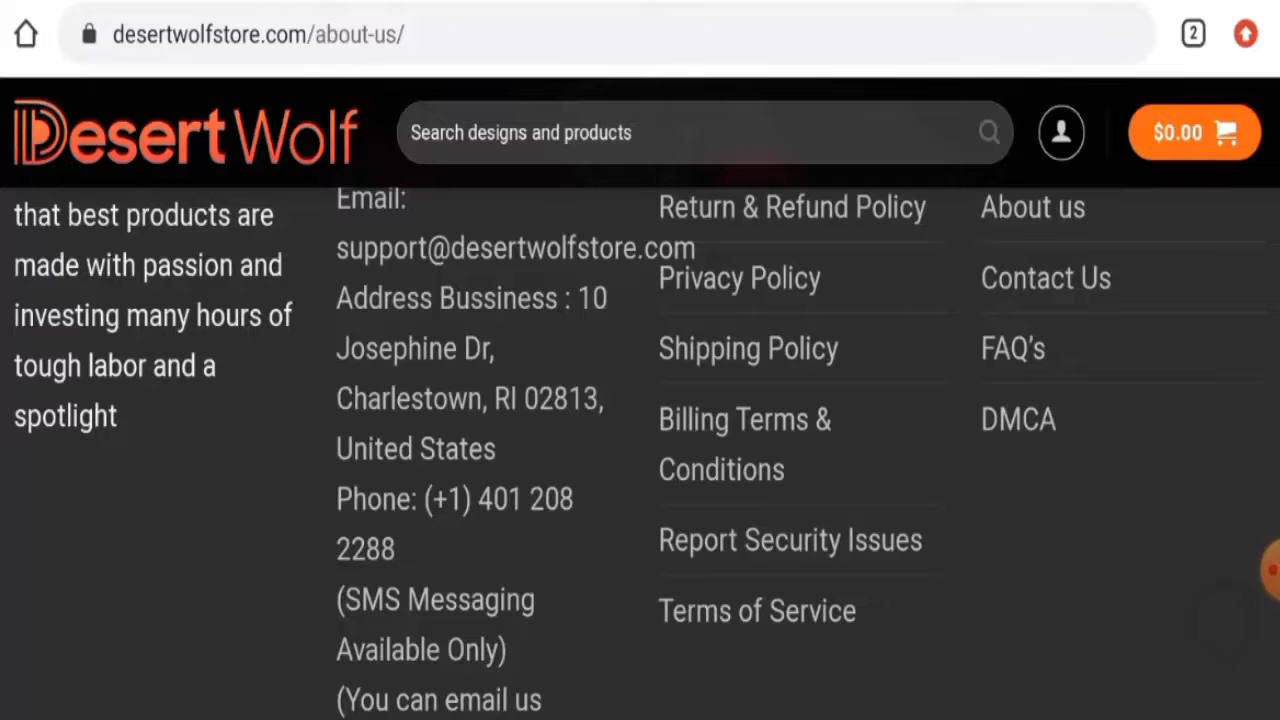 desertwolfstore.com/about-us/
2
Desert Wolf
Search designs and products
$0.00
that best products are
made with passion and
investing many hours of
tough labor and a
spotlight
Email:
support@desertwolfstore.com
Address Bussiness : 10
Josephine Dr,
Charlestown, RI 02813,
United States
Phone: (+1) 401 208
2288
(SMS Messaging
Available Only)
(You can email us
Return & Refund Policy
Privacy Policy
Shipping Policy
Billing Terms &
Conditions
Report Security Issues
Terms of Service
About us
Contact Us
FAQ’s
DMCA